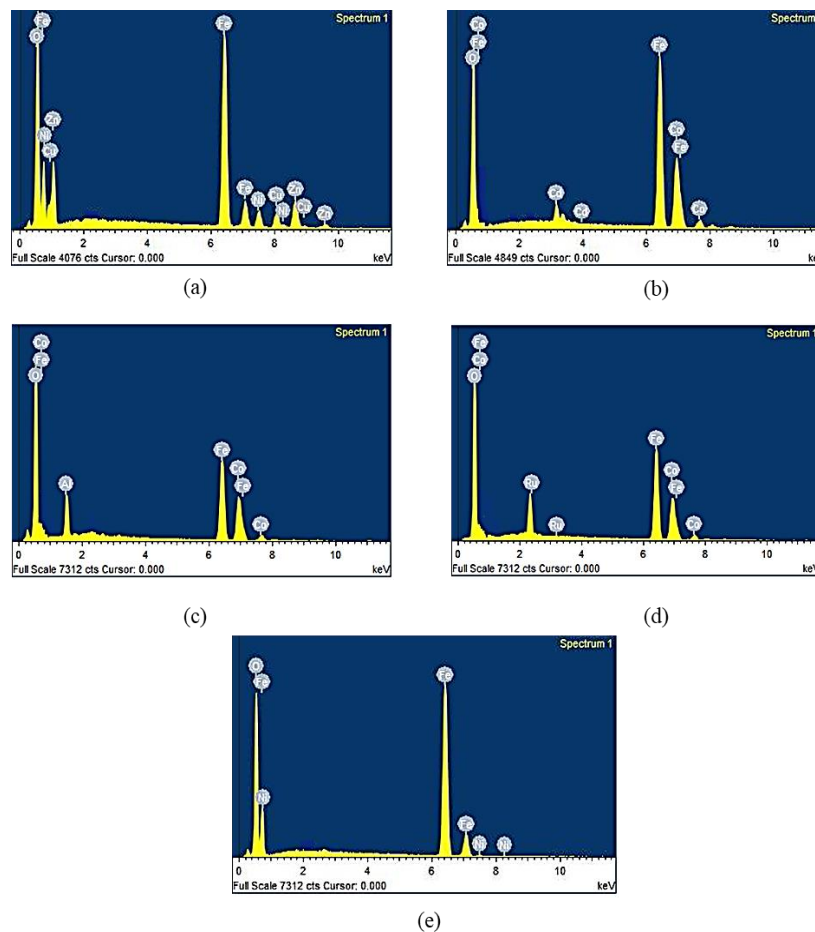 Spectrum 1
Fe
O
Zn
Ni
Cu
Fe
Fe
Ni
Cu
Ni
Zn
Cu
Zn
0 2 4 6 8 10
Full Scale 4076 cts Cursor: 0.000 keV
(a)
Spectrum 1
Co
Fe
O
Co
Co
Fe
Co
Fe
Co
0 2 4 6 8 10
Full Scale 4849 cts Cursor: 0.000 keV
(b)
Spectrum 1
Co
Fe
O
Al
Fe
Co
Fe
Co
0 2 4 6 8 10
Full Scale 7312 cts Cursor: 0.000 keV
(c)
Spectrum 1
Fe
Co
O
Ru
Ru
Fe
Co
Fe
Co
0 2 4 6 8 10
Full Scale 7312 cts Cursor: 0.000 keV
(d)
Spectrum 1
O
Fe
Ni
Fe
Fe
Ni
Ni
0 2 4 6 8 10
Full Scale 7312 cts Cursor: 0.000 keV
(e)